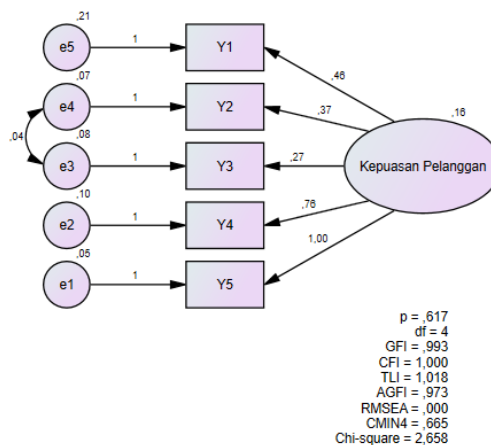 ,21
e5
1
Y1
,46
,07
e4
1
Y2
,37
,16
,04
,08
e3
1
Y3
,27
Kepuasan Pelanggan
,10
e2
1
Y4
,76
,05
e1
1
Y5
1,00
p = ,617
df = 4
GFI = ,993
CFI = 1,000
TLI = 1,018
AGFI = ,973
RMSEA = ,000
CMIN4 = ,665
Chi-square = 2,658